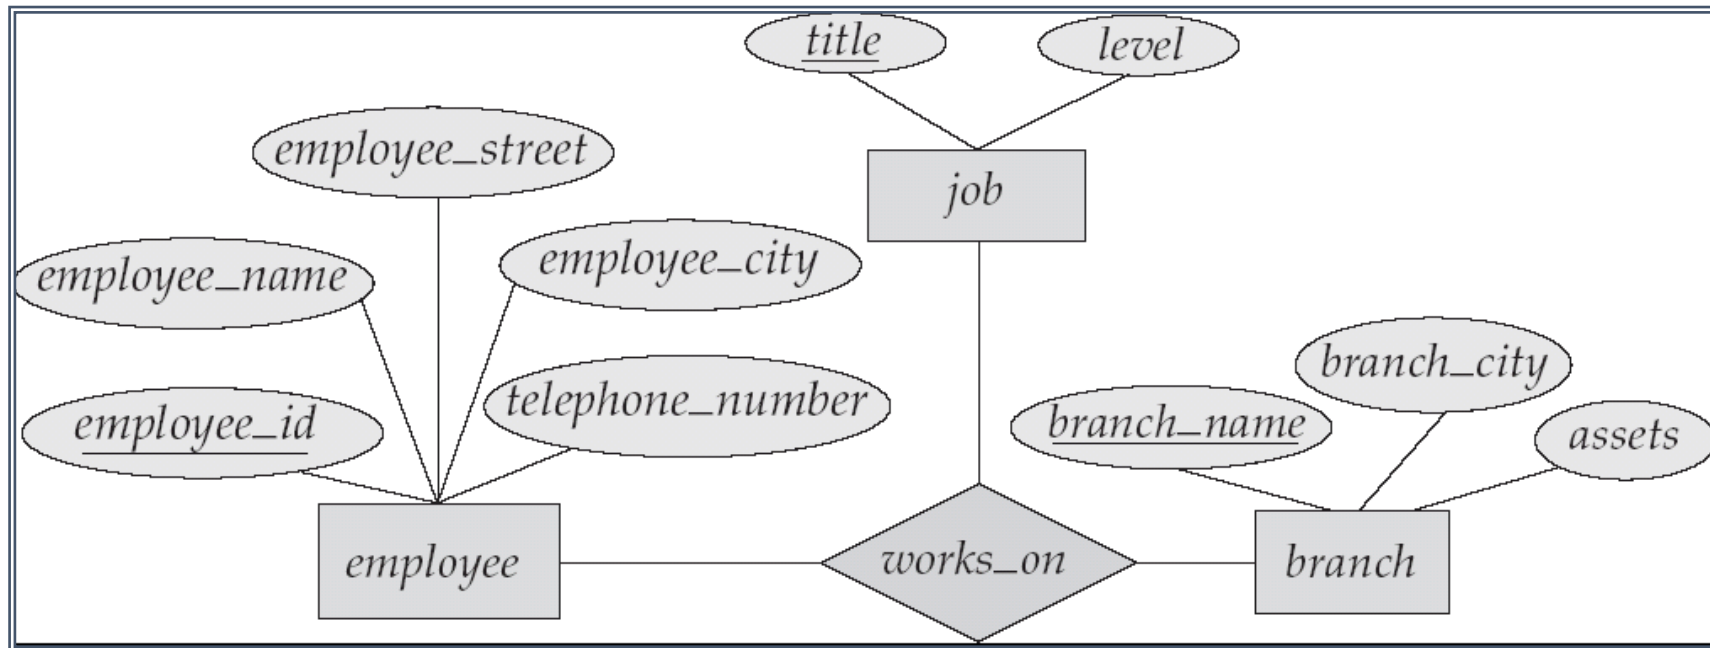 title
level
employee_street
job
employee_name
employee_city
branch_city
employee_id
telephone_number
branch_name
assets
employee
works_on
branch